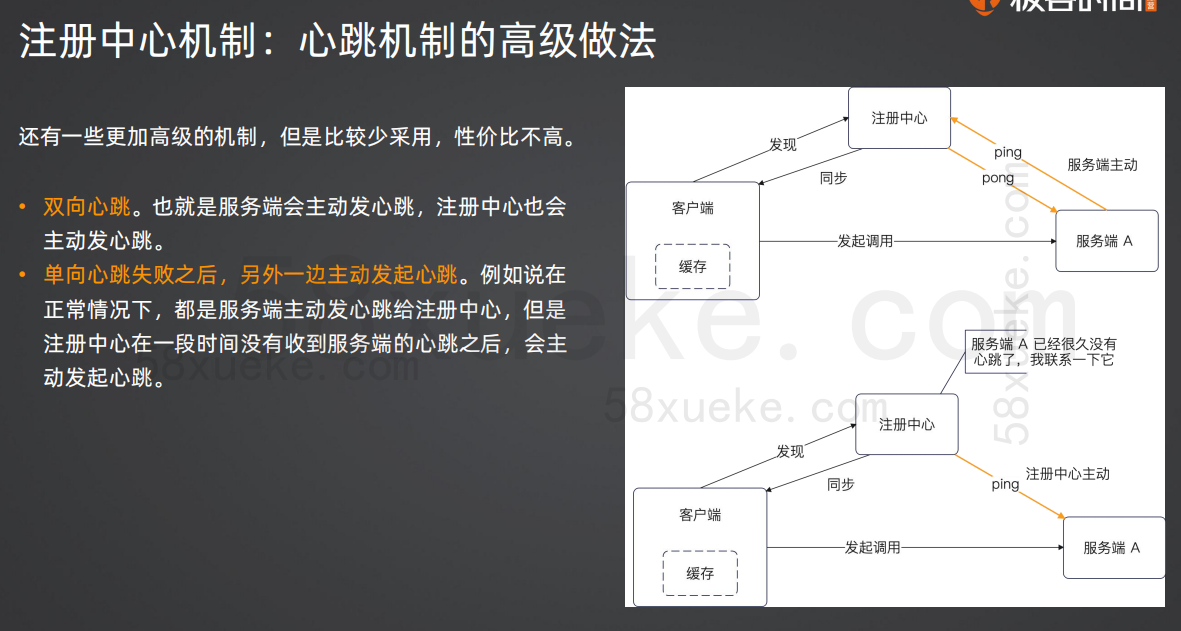 极客时间
注册中心机制：心跳机制的高级做法
还有一些更加高级的机制，但是比较少采用，性价比不高。
• 双向心跳。也就是服务端会主动发心跳，注册中心也会
主动发心跳。
• 单向心跳失败之后，另外一边主动发起心跳。例如说在
正常情况下，都是服务端主动发心跳给注册中心，但是
注册中心在一段时间没有收到服务端的心跳之后，会主
动发起心跳。
注册中心
发现
同步
ping
pong
服务端主动
客户端
缓存
发起调用
服务端 A
服务端 A 已经很久没有
心跳了，我联系一下它
注册中心
发现
同步
ping
注册中心主动
客户端
缓存
发起调用
服务端 A
58xueke.com
58xueke.com
58xueke.com
58xueke.com
58xueke.com